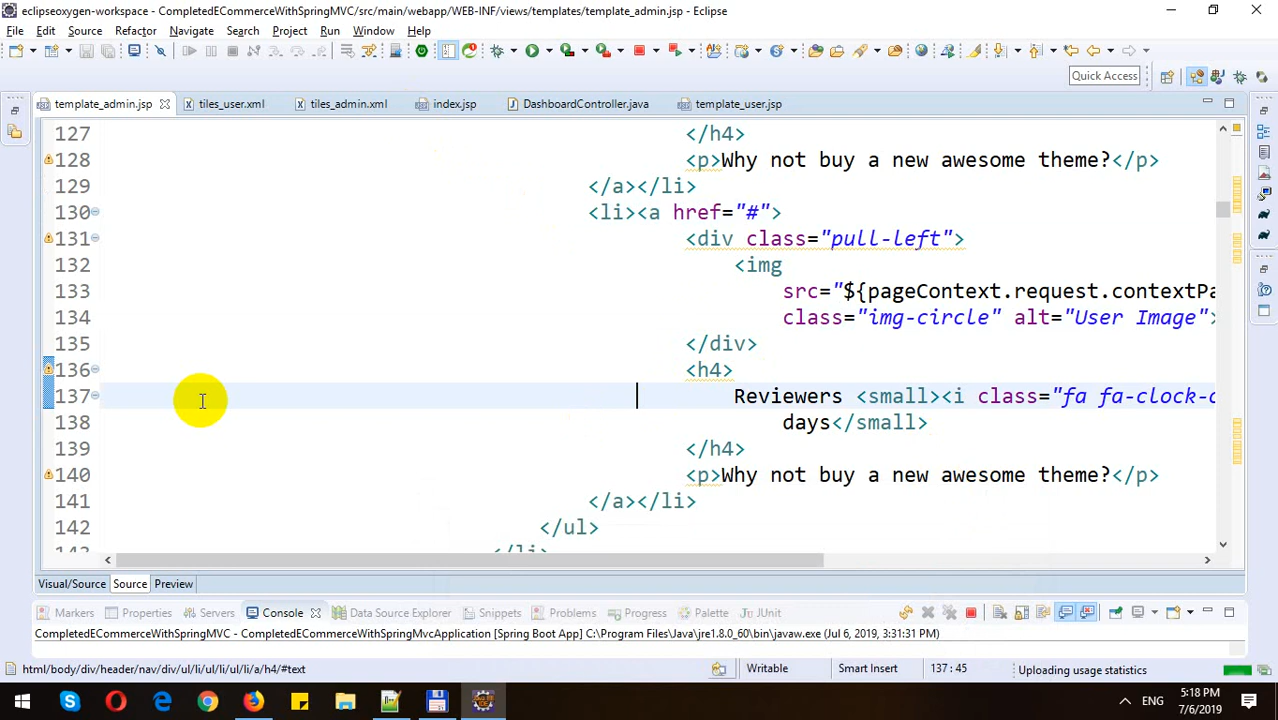 eclipseoxygen-workspace - CompletedECommerceWithSpringMVC/src/main/webapp/WEB-INF/views/templates/template_admin.jsp - Eclipse
File Edit Source Refactor Navigate Search Project Run Window Help
Quick Access
template_admin.jsp tiles_user.xml tiles_admin.xml index.jsp DashboardController.java template_user.jsp
127 </h4>
128 <p>Why not buy a new awesome theme?</p>
129 </a></li>
130 <li><a href="#">
131 <div class="pull-left">
132 <img
133 src="${pageContext.request.contextPa
134 class="img-circle" alt="User Image">
135 </div>
136 <h4>
137 Reviewers <small><i class="fa fa-clock-o
138 days</small>
139 </h4>
140 <p>Why not buy a new awesome theme?</p>
141 </a></li>
142 </ul>
143 </li>
Visual/Source Source Preview
Markers Properties Servers Console Data Source Explorer Snippets Problems Progress Palette JUnit
CompletedECommerceWithSpringMVC - CompletedECommerceWithSpringMvcApplication [Spring Boot App] C:\Program Files\Java\jre1.8.0_60\bin\javaw.exe (Jul 6, 2019, 3:31:31 PM)
html/body/div/header/nav/div/ul/li/ul/li/ul/li/a/h4/#text Writable Smart Insert 137 : 45 Uploading usage statistics
ENG 5:18 PM
7/6/2019